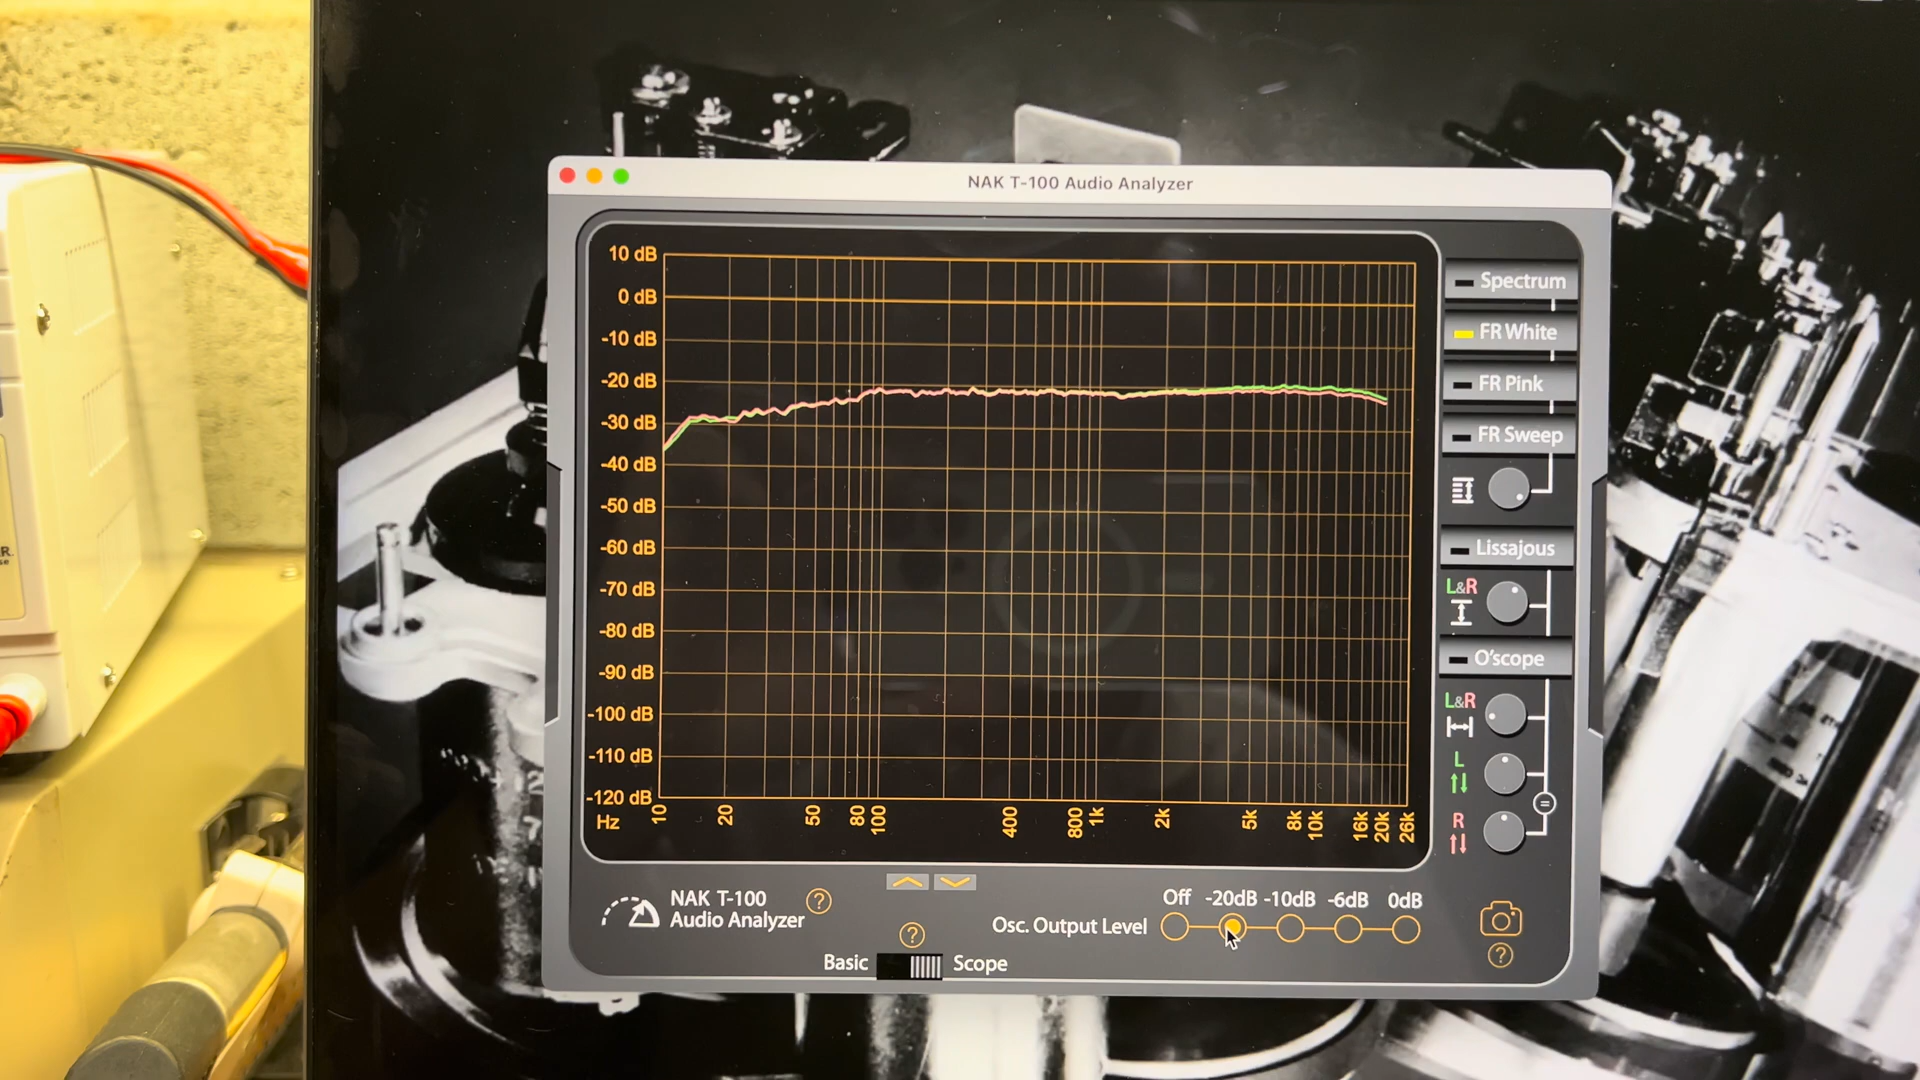 NAK T-100 Audio Analyzer
10 dB
0 dB
-10 dB
-20 dB
-30 dB
-40 dB
-50 dB
-60 dB
-70 dB
-80 dB
-90 dB
-100 dB
-110 dB
-120 dB
Hz 10 20 50 80 100 400 800 1k 2k 5k 8k 10k 16k 20k 26k
Spectrum
FR White
FR Pink
FR Sweep
Lissajous
L&R
O'scope
L&R
L
R
=
NAK T-100
Audio Analyzer
?
?
Basic
Scope
Osc. Output Level
Off -20dB -10dB -6dB 0dB
?
R.
se